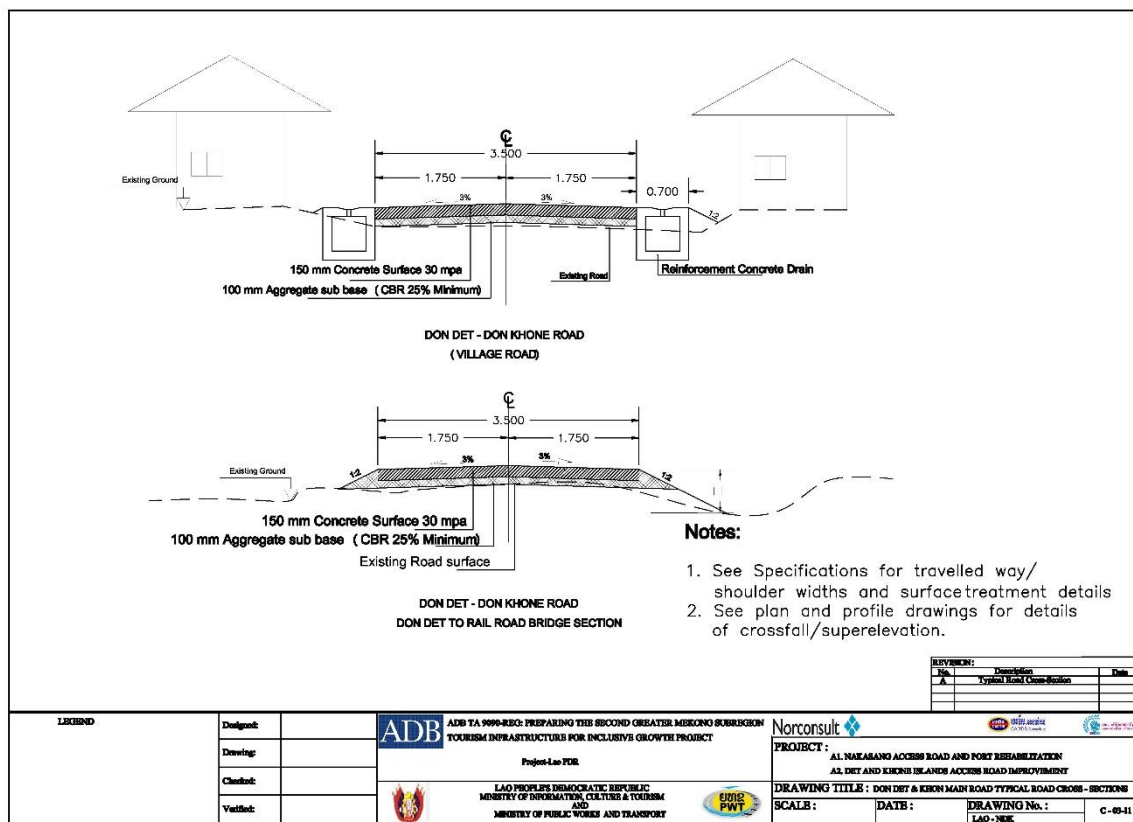 ℄
3.500
1.750
1.750
3%
3%
0.700
1:2
Existing Ground
150 mm Concrete Surface 30 mpa
Existing Road
Reinforcement Concrete Drain
100 mm Aggregate sub base ( CBR 25% Minimum)
DON DET - DON KHONE ROAD
( VILLAGE ROAD)
℄
3.500
1.750
1.750
3%
3%
1:2
1:2
Existing Ground
150 mm Concrete Surface 30 mpa
100 mm Aggregate sub base ( CBR 25% Minimum)
Existing Road surface
DON DET - DON KHONE ROAD
DON DET TO RAIL ROAD BRIDGE SECTION
Notes:
1. See Specifications for travelled way/
shoulder widths and surfacetreatment details
2. See plan and profile drawings for details
of crossfall/superelevation.
REVISION:
No. Description Date
A Typical Road Cross-Section
LEGEND
Designed:
Drawing:
Checked:
Verified:
ADB
ADB TA 9090-REG: PREPARING THE SECOND GREATER MEKONG SUBREGION
TOURISM INFRASTRUCTURE FOR INCLUSIVE GROWTH PROJECT
Project-Lao PDR
LAO PEOPLE'S DEMOCRATIC REPUBLIC
MINISTRY OF INFORMATION, CULTURE & TOURISM
AND
MINISTRY OF PUBLIC WORKS AND TRANSPORT
ຍທຂ
PWT
Norconsult
PROJECT :
A1. NAKASANG ACCESS ROAD AND PORT REHABILITATION
A2. DET AND KHONE ISLANDS ACCESS ROAD IMPROVEMENT
DRAWING TITLE : DON DET & KHON MAIN ROAD TYPICAL ROAD CROSS - SECTIONS
SCALE : DATE : DRAWING No. : C - 03-11
LAO - NDK